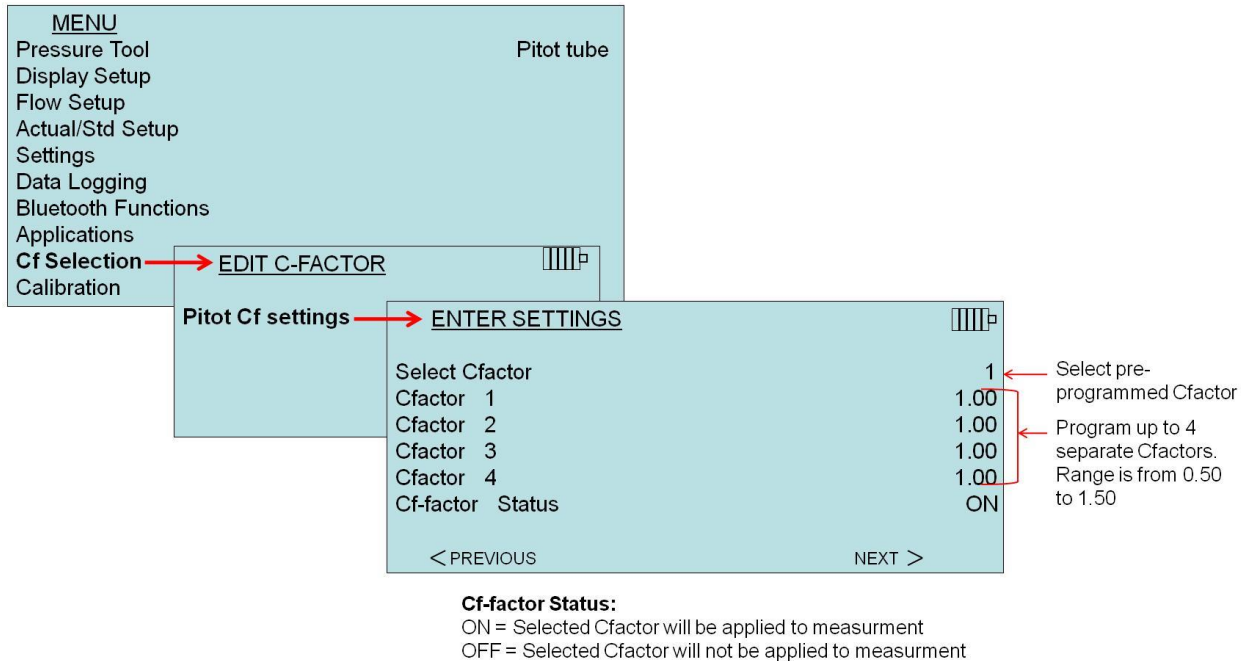 MENU
Pressure Tool Pitot tube
Display Setup
Flow Setup
Actual/Std Setup
Settings
Data Logging
Bluetooth Functions
Applications
Cf Selection
Calibration
EDIT C-FACTOR
Pitot Cf settings
ENTER SETTINGS
Select Cfactor 1
Cfactor 1 1.00
Cfactor 2 1.00
Cfactor 3 1.00
Cfactor 4 1.00
Cf-factor Status ON
< PREVIOUS NEXT >
Select pre-
programmed Cfactor
Program up to 4
separate Cfactors.
Range is from 0.50
to 1.50
Cf-factor Status:
ON = Selected Cfactor will be applied to measurment
OFF = Selected Cfactor will not be applied to measurment